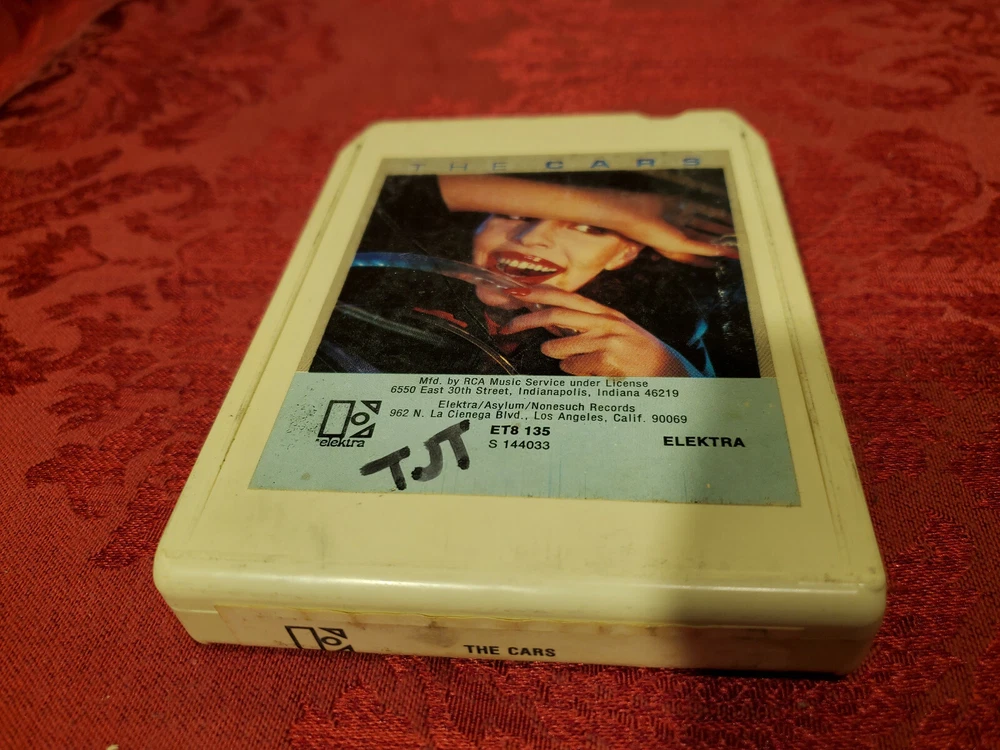 THE CARS
Mfd. by RCA Music Service under License
6550 East 30th Street, Indianapolis, Indiana 46219
Elektra/Asylum/Nonesuch Records
962 N. La Cienega Blvd., Los Angeles, Calif. 90069
ET8 135
S 144033
elektra
ELEKTRA
TJT
THE CARS